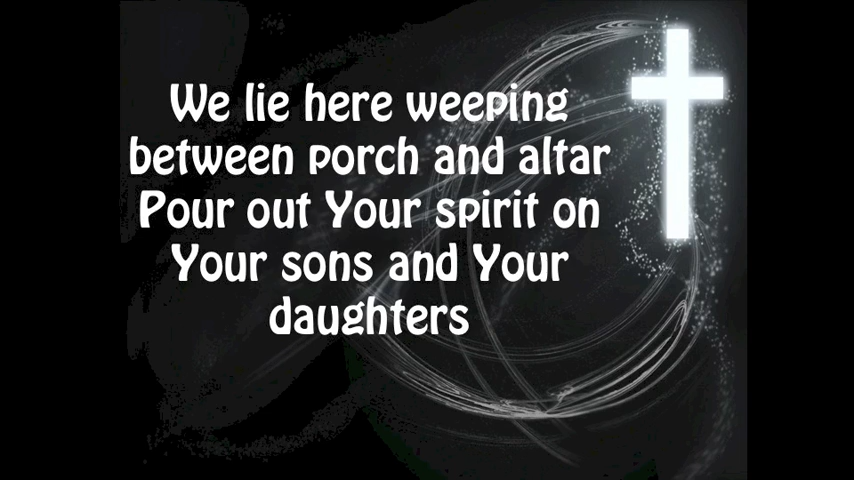 We lie here weeping
between porch and altar
Pour out Your spirit on
Your sons and Your
daughters